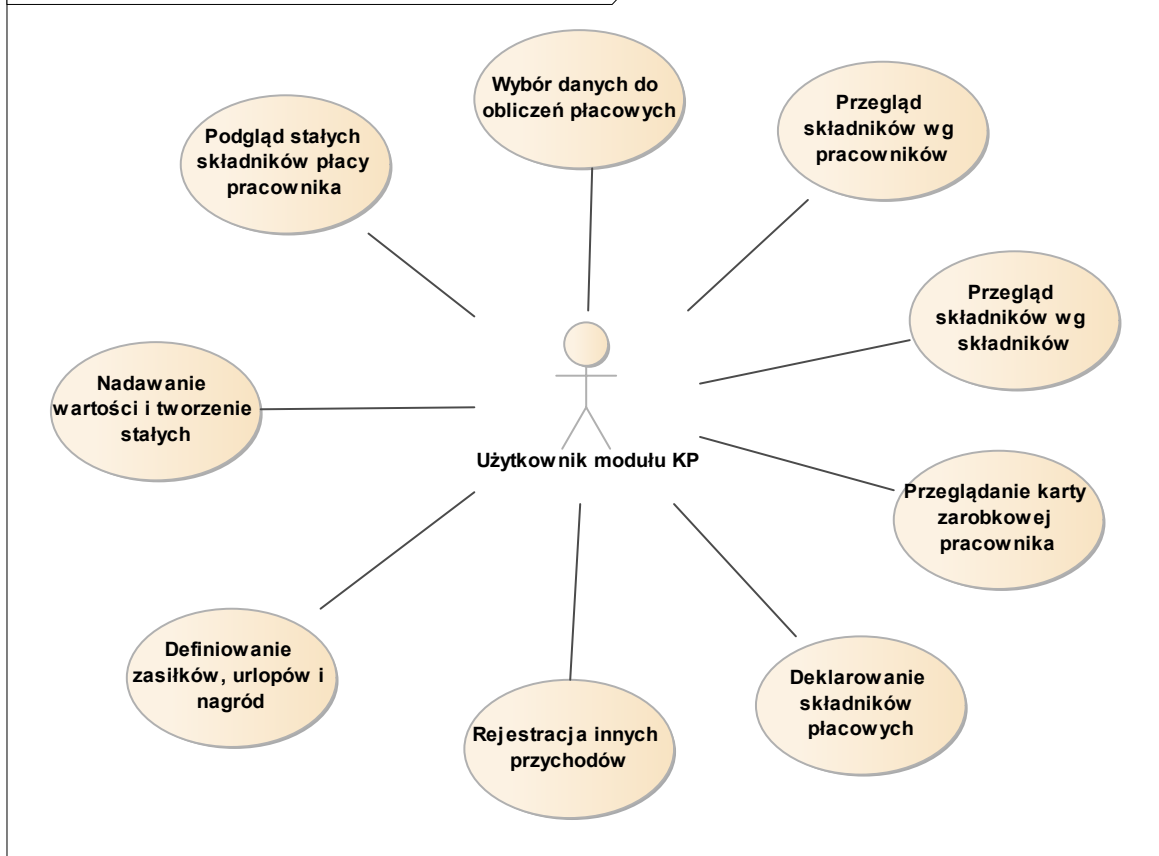 Wybór danych do
obliczeń płacowych
Przegląd
składników wg
pracowników
Podgląd stałych
składników płacy
pracownika
Przegląd
składników wg
składników
Nadawanie
wartości i tworzenie
stałych
Użytkownik modułu KP
Przeglądanie karty
zarobkowej
pracownika
Definiowanie
zasiłków, urlopów i
nagród
Deklarowanie
składników
płacowych
Rejestracja innych
przychodów